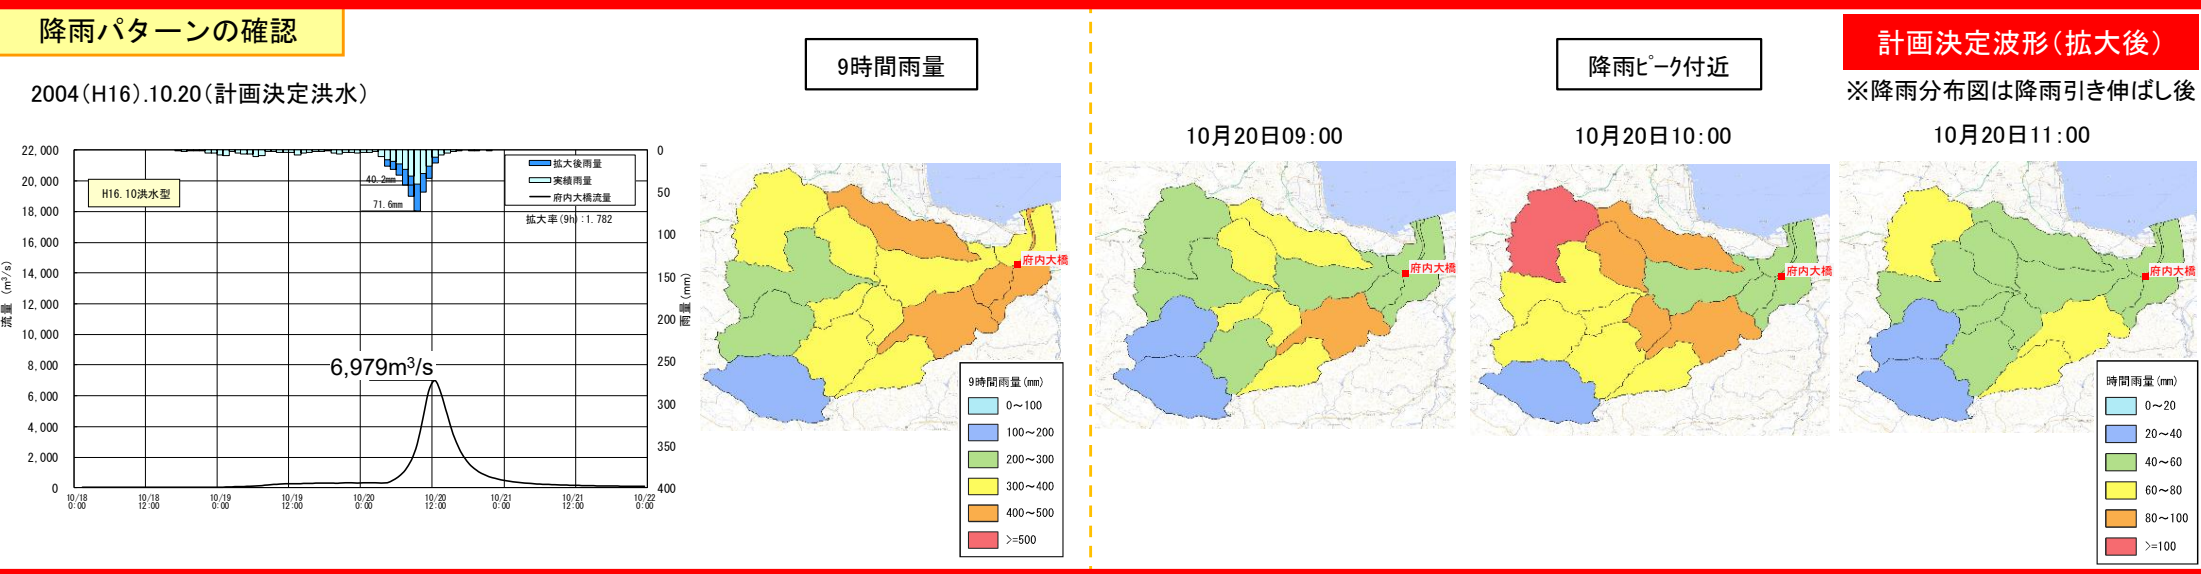 降雨パターンの確認
2004(H16).10.20(計画決定洪水)
9時間雨量
降雨ピーク付近
計画決定波形(拡大後)
※降雨分布図は降雨引き伸ばし後
10月20日09:00
10月20日10:00
10月20日11:00
H16.10洪水型
拡大後雨量
実績雨量
府内大橋流量
拡大率(9h):1.782
40.2mm
71.6mm
6,979m³/s
流量 (m³/s)
22,000
20,000
18,000
16,000
14,000
12,000
10,000
8,000
6,000
4,000
2,000
0
雨量(mm)
0
50
100
150
200
250
300
350
400
10/18 0:00
10/18 12:00
10/19 0:00
10/19 12:00
10/20 0:00
10/20 12:00
10/21 0:00
10/21 12:00
10/22 0:00
府内大橋
府内大橋
府内大橋
府内大橋
9時間雨量(mm)
0～100
100～200
200～300
300～400
400～500
>=500
時間雨量(mm)
0～20
20～40
40～60
60～80
80～100
>=100